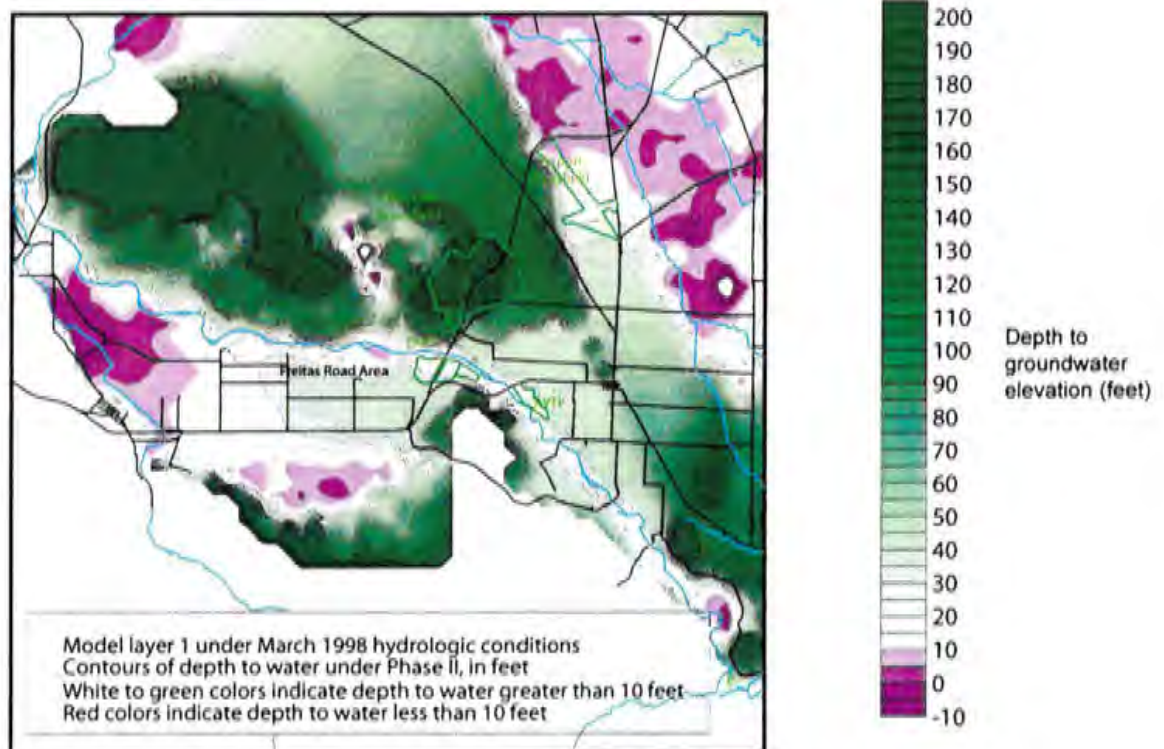 Freitas Road Area
Model layer 1 under March 1998 hydrologic conditions
Contours of depth to water under Phase II, in feet
White to green colors indicate depth to water greater than 10 feet
Red colors indicate depth to water less than 10 feet
200
190
180
170
160
150
140
130
120
110
100
90
80
70
60
50
40
30
20
10
0
-10
Depth to
groundwater
elevation (feet)